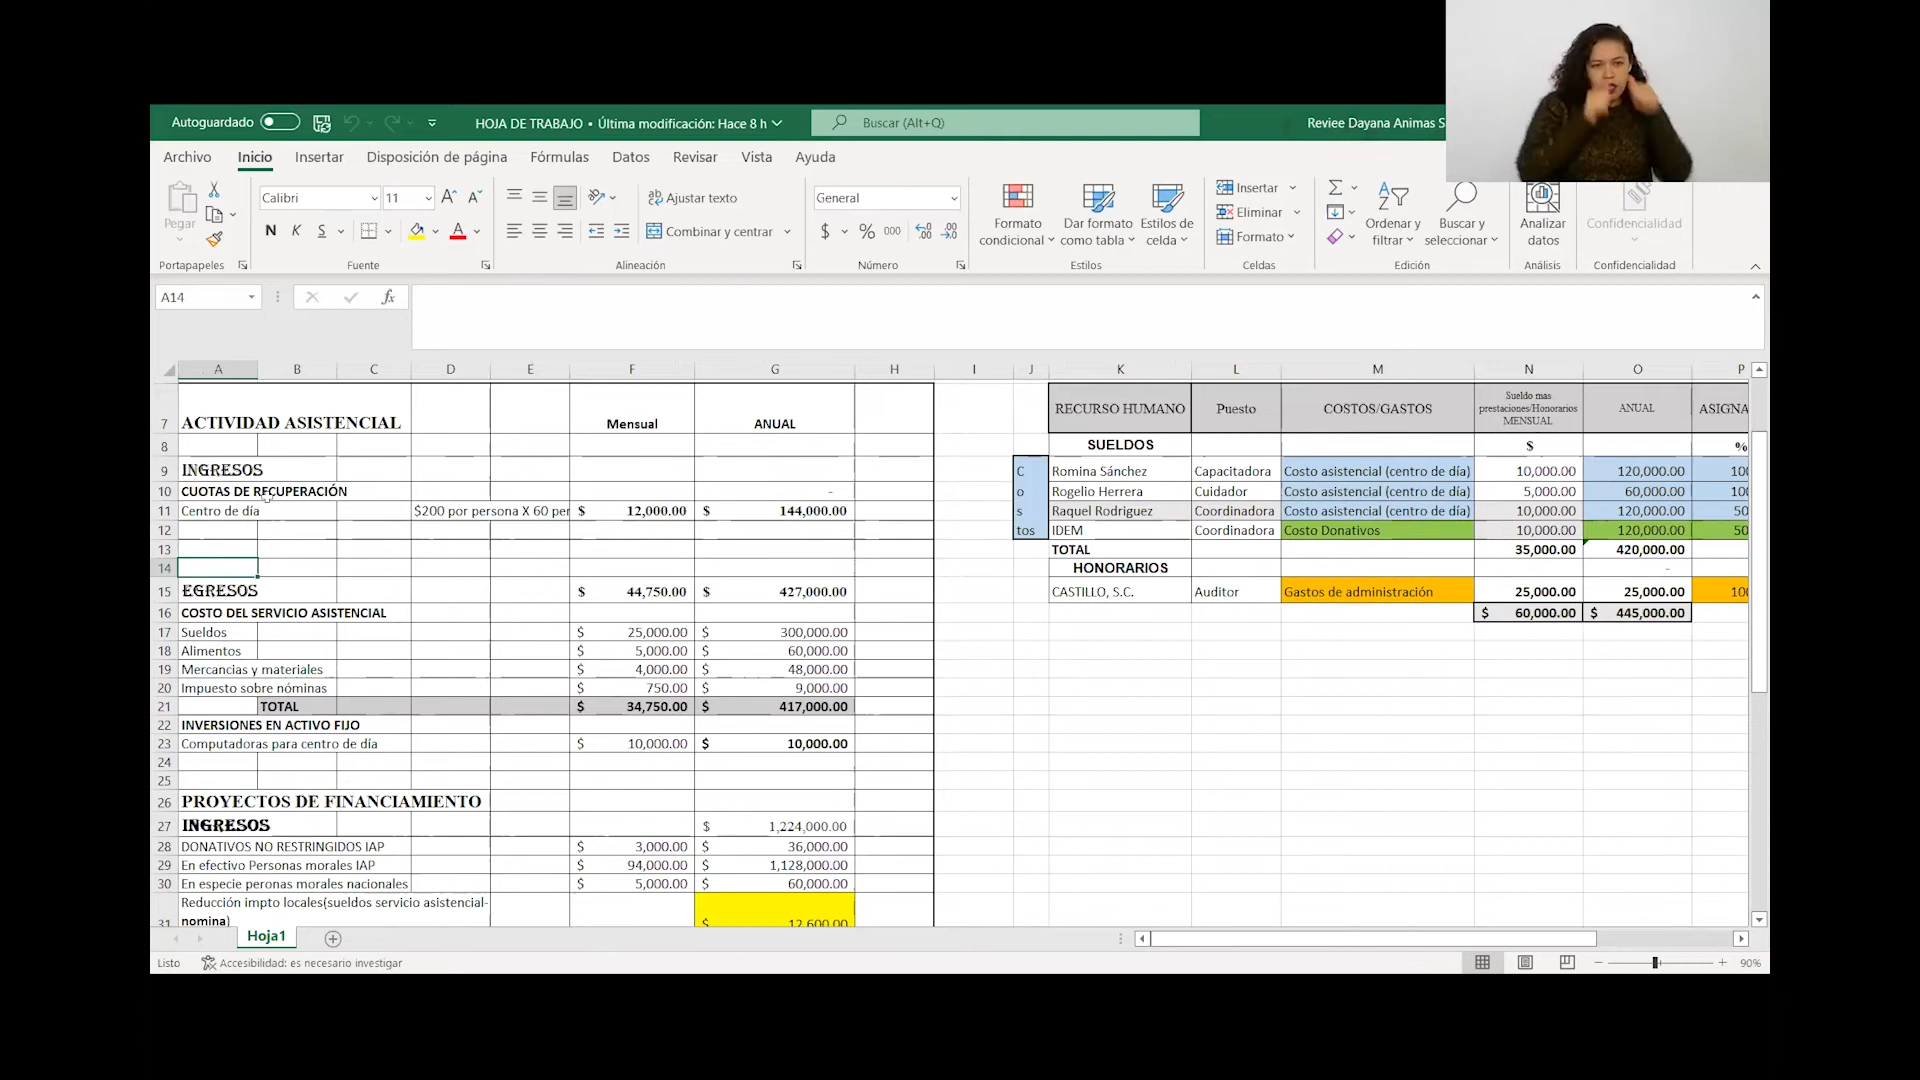 Autoguardado
HOJA DE TRABAJO • Última modificación: Hace 8 h
Buscar (Alt+Q)
Reviee Dayana Animas S
Archivo Inicio Insertar Disposición de página Fórmulas Datos Revisar Vista Ayuda
Pegar
Portapapeles
Calibri 11
N K S
Fuente
Ajustar texto
Combinar y centrar
Alineación
General
$ % 000
Número
Formato condicional
Dar formato como tabla
Estilos de celda
Estilos
Insertar
Eliminar
Formato
Celdas
Ordenar y filtrar
Buscar y seleccionar
Edición
Analizar datos
Análisis
Confidencialidad
Confidencialidad
A14
fx
A B C D E F G H I J K L M N O P
7 ACTIVIDAD ASISTENCIAL Mensual ANUAL RECURSO HUMANO Puesto COSTOS/GASTOS Sueldo mas prestaciones/Honorarios MENSUAL ANUAL ASIGNA
8 SUELDOS $ %
9 INGRESOS C Romina Sánchez Capacitadora Costo asistencial (centro de día) 10,000.00 120,000.00 100
10 CUOTAS DE RECUPERACIÓN - o Rogelio Herrera Cuidador Costo asistencial (centro de día) 5,000.00 60,000.00 100
11 Centro de día $200 por persona X 60 per $ 12,000.00 $ 144,000.00 s Raquel Rodriguez Coordinadora Costo asistencial (centro de día) 10,000.00 120,000.00 50
12 tos IDEM Coordinadora Costo Donativos 10,000.00 120,000.00 50
13 TOTAL 35,000.00 420,000.00
14 HONORARIOS -
15 EGRESOS $ 44,750.00 $ 427,000.00 CASTILLO, S.C. Auditor Gastos de administración 25,000.00 25,000.00 100
16 COSTO DEL SERVICIO ASISTENCIAL $ 60,000.00 $ 445,000.00
17 Sueldos $ 25,000.00 $ 300,000.00
18 Alimentos $ 5,000.00 $ 60,000.00
19 Mercancias y materiales $ 4,000.00 $ 48,000.00
20 Impuesto sobre nóminas $ 750.00 $ 9,000.00
21 TOTAL $ 34,750.00 $ 417,000.00
22 INVERSIONES EN ACTIVO FIJO
23 Computadoras para centro de día $ 10,000.00 $ 10,000.00
24
25
26 PROYECTOS DE FINANCIAMIENTO
27 INGRESOS $ 1,224,000.00
28 DONATIVOS NO RESTRINGIDOS IAP $ 3,000.00 $ 36,000.00
29 En efectivo Personas morales IAP $ 94,000.00 $ 1,128,000.00
30 En especie peronas morales nacionales $ 5,000.00 $ 60,000.00
Reducción impto locales(sueldos servicio asistencial-
31 nomina) $ 12,600.00
Hoja1
Listo
Accesibilidad: es necesario investigar
90%